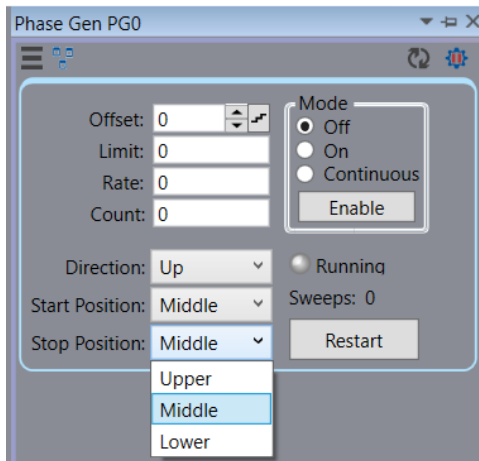 Phase Gen PG0
Offset: 0
Limit: 0
Rate: 0
Count: 0
Mode
Off
On
Continuous
Enable
Direction: Up
Start Position: Middle
Stop Position: Middle
Upper
Middle
Lower
Running
Sweeps: 0
Restart